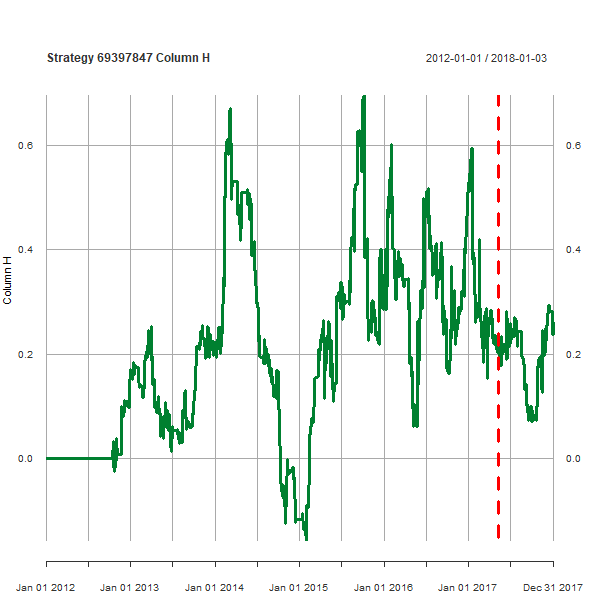 Strategy 69397847 Column H
2012-01-01 / 2018-01-03
0.6
0.6
0.4
0.4
Column H
0.2
0.2
0.0
0.0
Jan 01 2012
Jan 01 2013
Jan 01 2014
Jan 01 2015
Jan 01 2016
Jan 01 2017
Dec 31 2017